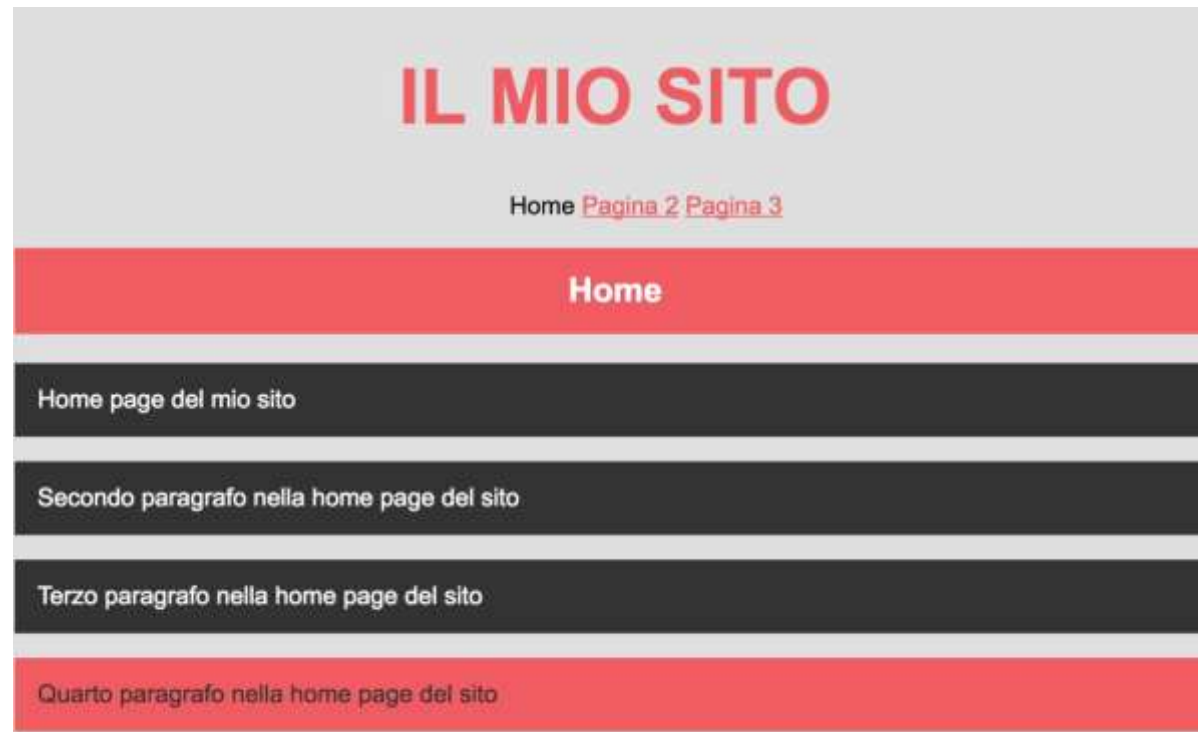 IL MIO SITO
Home Pagina 2 Pagina 3
Home
Home page del mio sito
Secondo paragrafo nella home page del sito
Terzo paragrafo nella home page del sito
Quarto paragrafo nella home page del sito